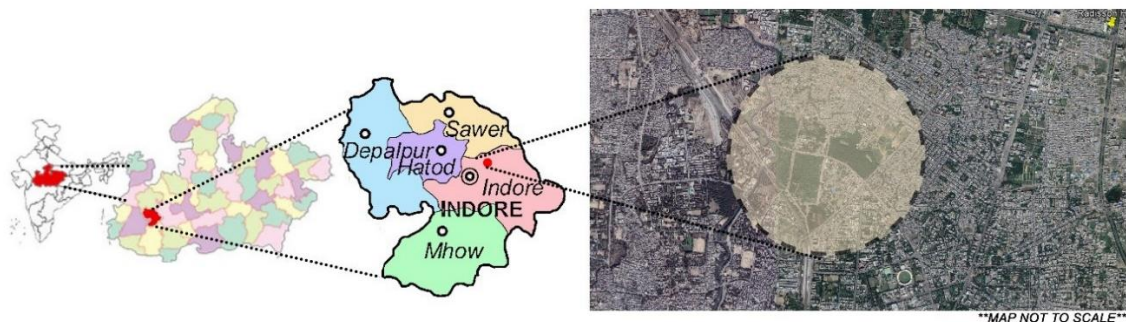 Sawer
Depalpur
Hatod
Indore
INDORE
Mhow
**MAP NOT TO SCALE**